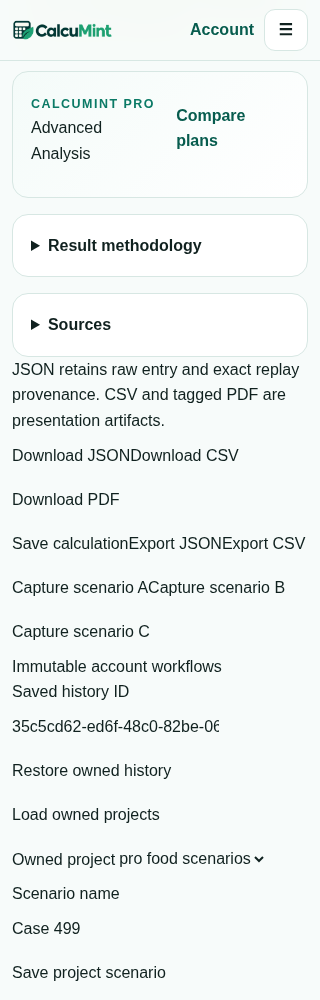 CalcuMint
Account
☰
CALCUMINT PRO
Advanced
Analysis
Compare
plans
Result methodology
Sources
JSON retains raw entry and exact replay
provenance. CSV and tagged PDF are
presentation artifacts.
Download JSONDownload CSV
Download PDF
Save calculationExport JSONExport CSV
Capture scenario ACapture scenario B
Capture scenario C
Immutable account workflows
Saved history ID
35c5cd62-ed6f-48c0-82be-06
Restore owned history
Load owned projects
Owned project pro food scenarios
Scenario name
Case 499
Save project scenario